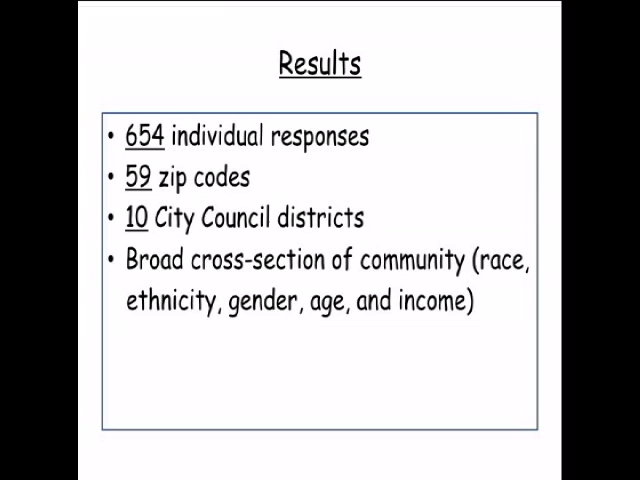 Results
• 654 individual responses
• 59 zip codes
• 10 City Council districts
• Broad cross-section of community (race,
ethnicity, gender, age, and income)